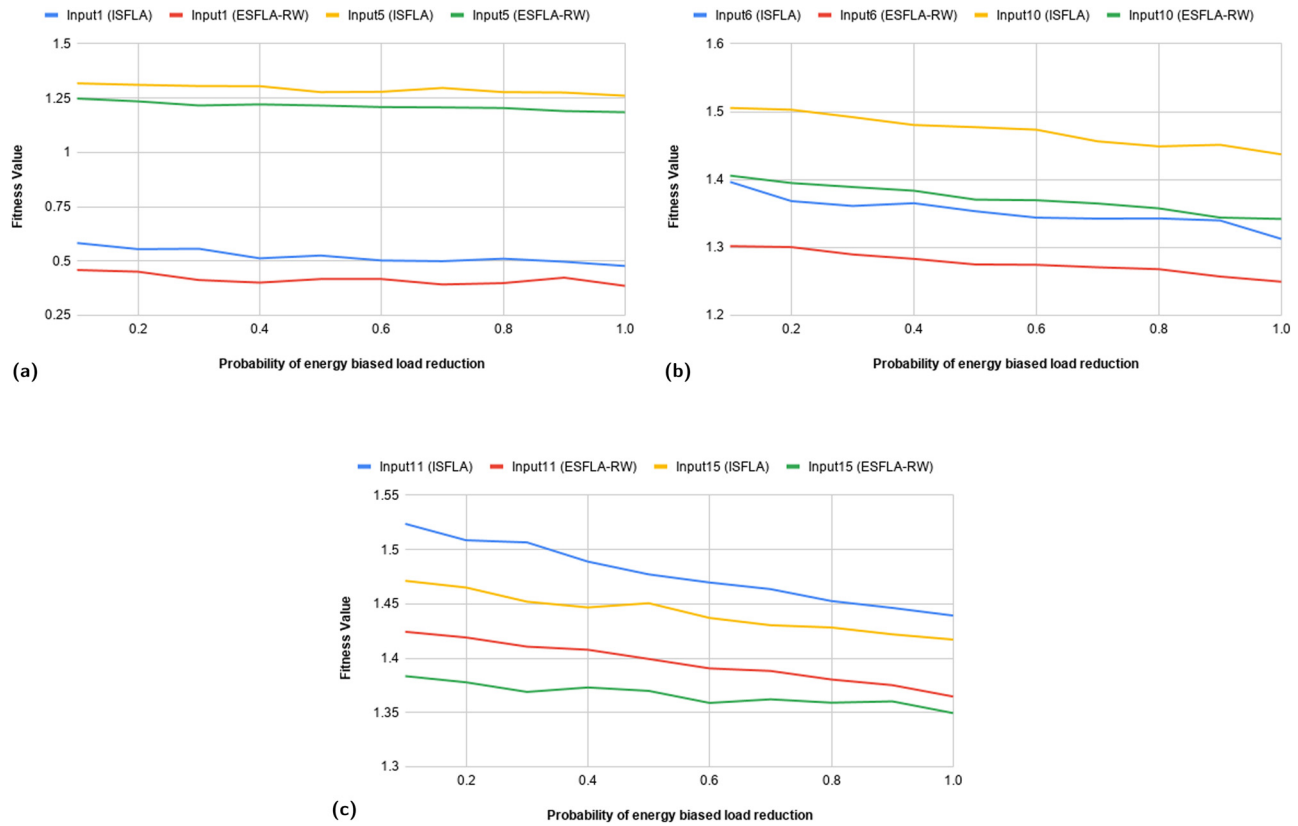 Input1 (ISFLA) Input1 (ESFLA-RW) Input5 (ISFLA) Input5 (ESFLA-RW)
1.5
1.25
1
0.75
0.5
0.25
Fitness Value
0.2 0.4 0.6 0.8 1.0
Probability of energy biased load reduction
(a)
Input6 (ISFLA) Input6 (ESFLA-RW) Input10 (ISFLA) Input10 (ESFLA-RW)
1.6
1.5
1.4
1.3
1.2
Fitness Value
0.2 0.4 0.6 0.8 1.0
Probability of energy biased load reduction
(b)
Input11 (ISFLA) Input11 (ESFLA-RW) Input15 (ISFLA) Input15 (ESFLA-RW)
1.55
1.5
1.45
1.4
1.35
1.3
Fitness Value
0.2 0.4 0.6 0.8 1.0
Probability of energy biased load reduction
(c)